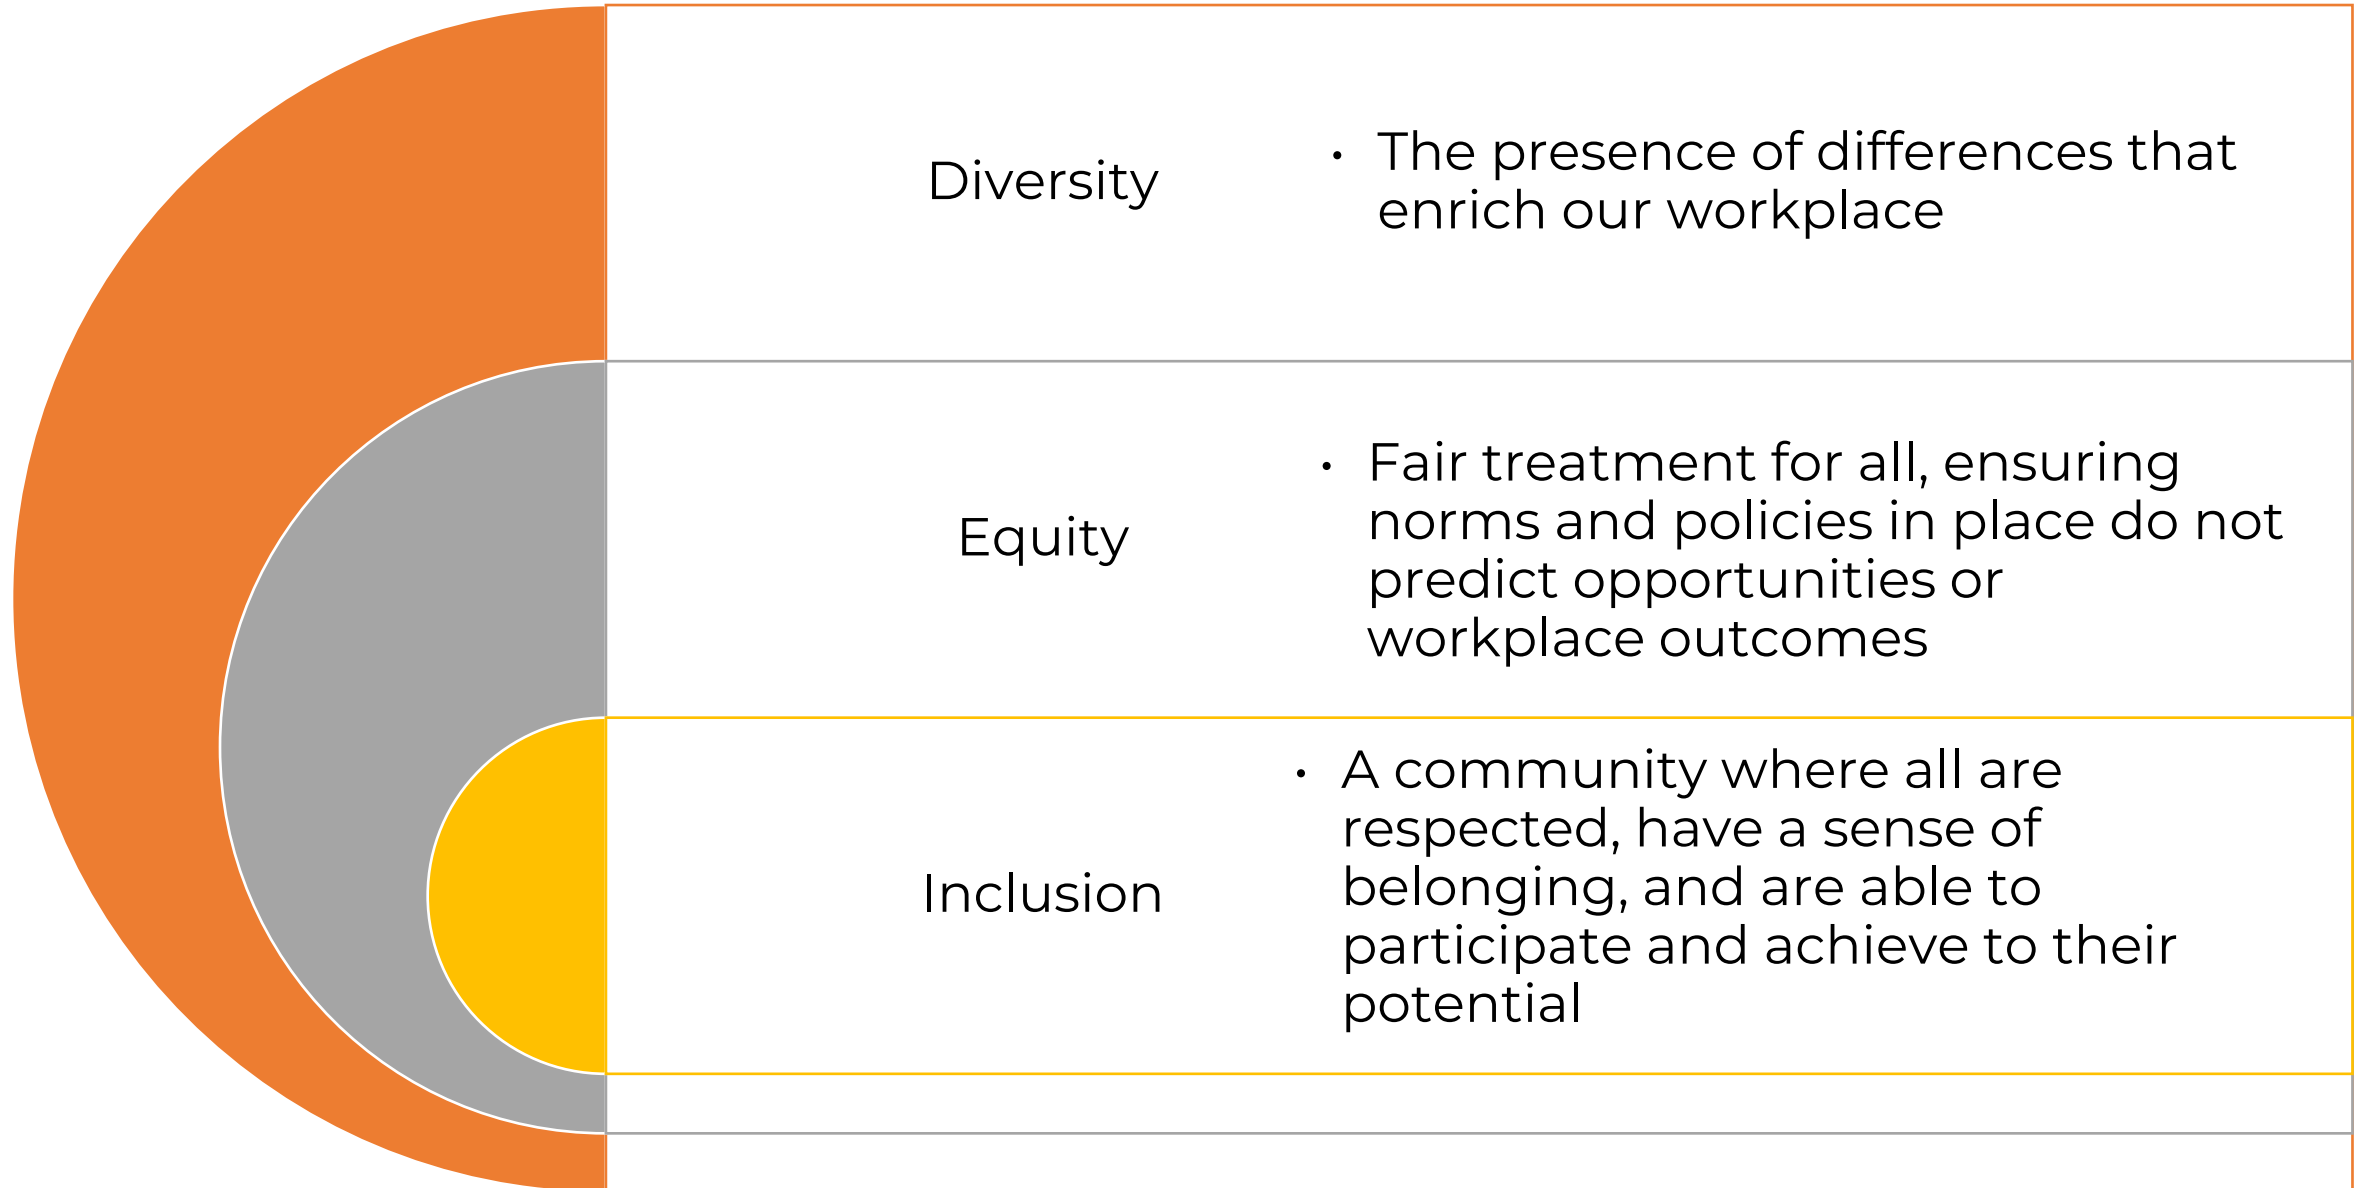 Diversity
• The presence of differences that
enrich our workplace
Equity
• Fair treatment for all, ensuring
norms and policies in place do not
predict opportunities or
workplace outcomes
Inclusion
• A community where all are
respected, have a sense of
belonging, and are able to
participate and achieve to their
potential